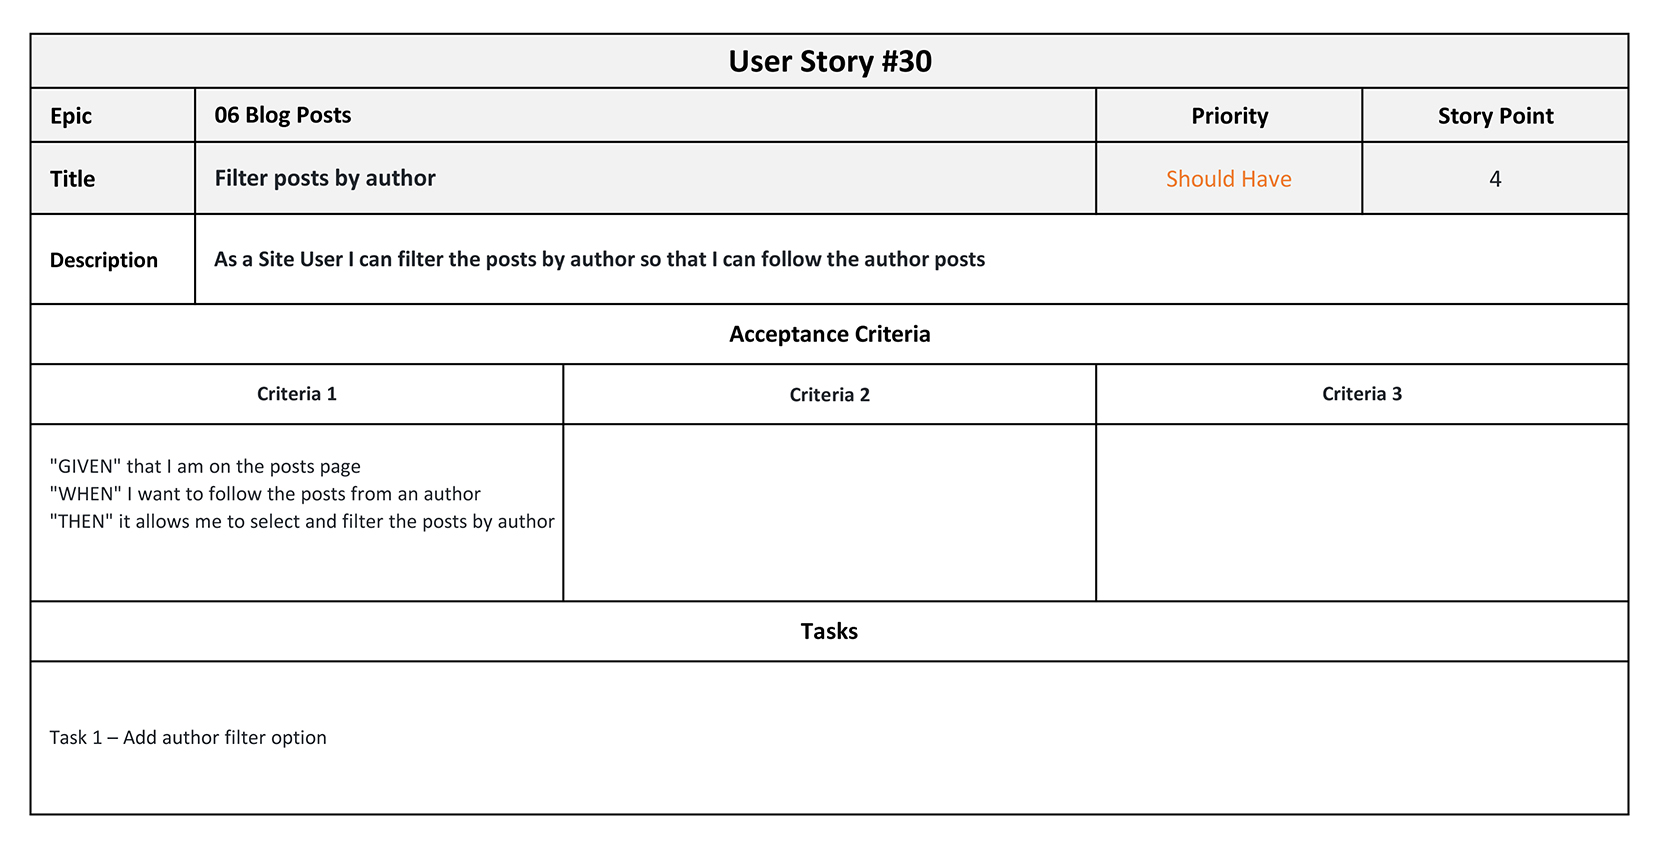 User Story #30
Epic
06 Blog Posts
Priority
Story Point
Title
Filter posts by author
Should Have
4
Description
As a Site User I can filter the posts by author so that I can follow the author posts
Acceptance Criteria
Criteria 1
Criteria 2
Criteria 3
"GIVEN" that I am on the posts page
"WHEN" I want to follow the posts from an author
"THEN" it allows me to select and filter the posts by author
Tasks
Task 1 – Add author filter option